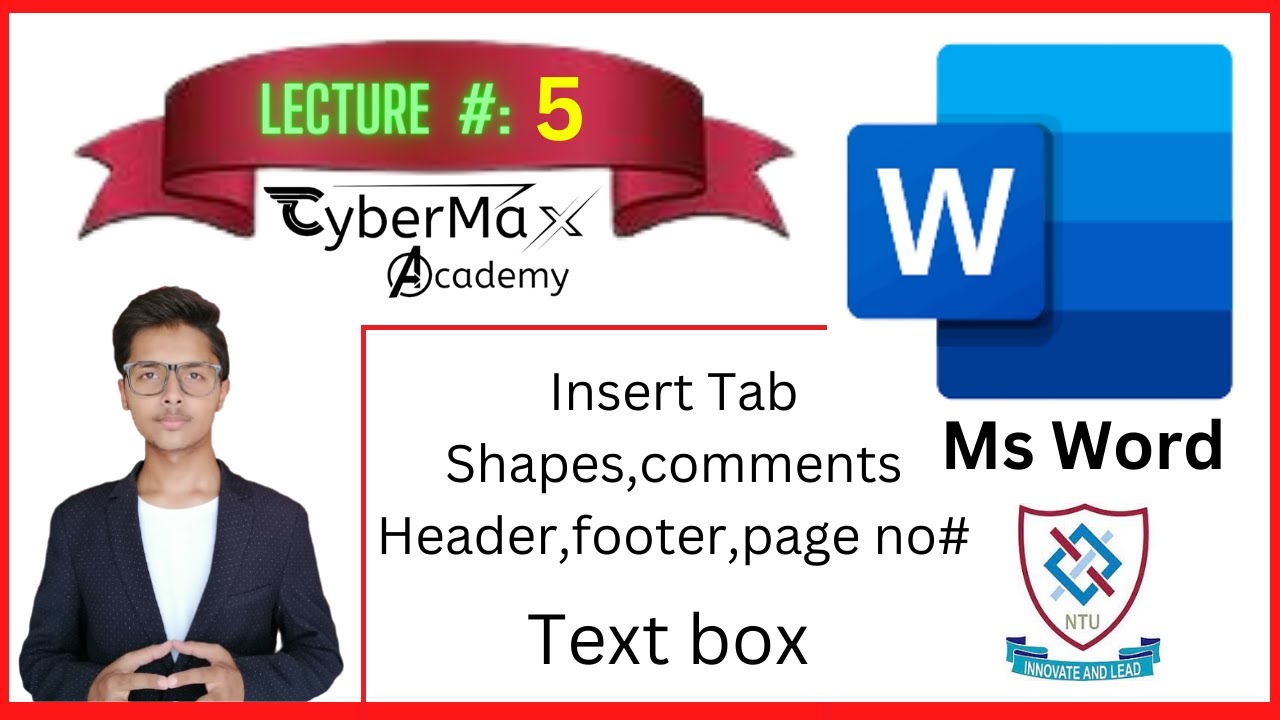 LECTURE #: 5
CyberMax
Academy
W
Insert Tab
Shapes,comments
Header,footer,page no#
Text box
Ms Word
NTU
INNOVATE AND LEAD